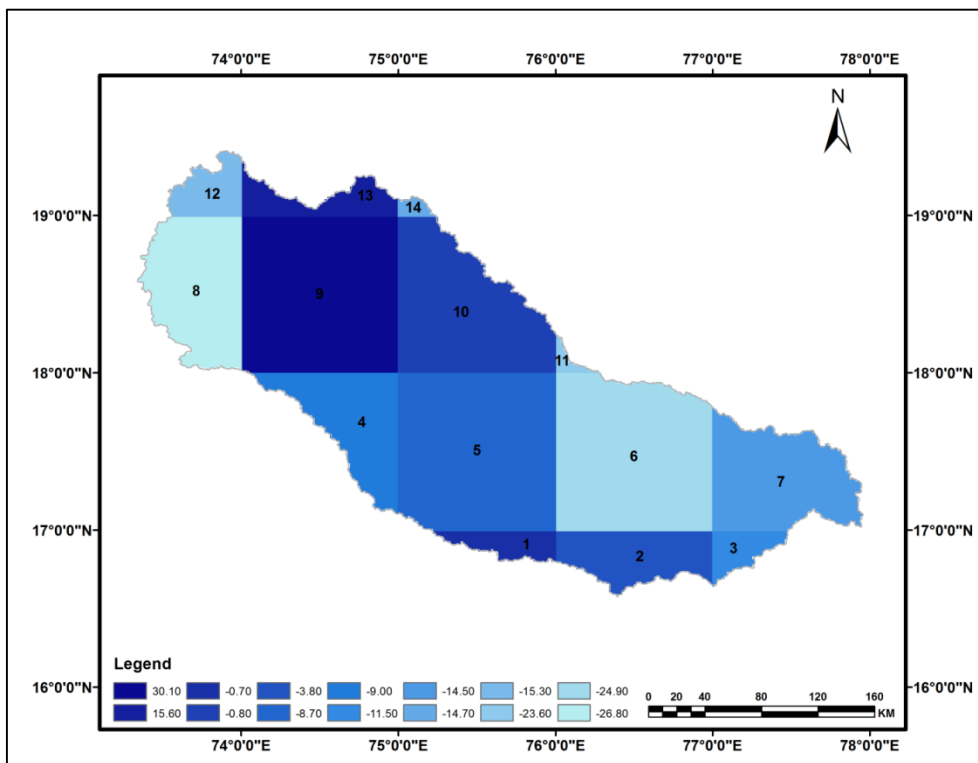 74°0'0"E 75°0'0"E 76°0'0"E 77°0'0"E 78°0'0"E
N
12
13
14
19°0'0"N 19°0'0"N
8
9
10
11
18°0'0"N 18°0'0"N
4
5
6
7
17°0'0"N 17°0'0"N
1
2
3
Legend
30.10 -0.70 -3.80 -9.00 -14.50 -15.30 -24.90
15.60 -0.80 -8.70 -11.50 -14.70 -23.60 -26.80
16°0'0"N 16°0'0"N
0 20 40 80 120 160
KM
74°0'0"E 75°0'0"E 76°0'0"E 77°0'0"E 78°0'0"E